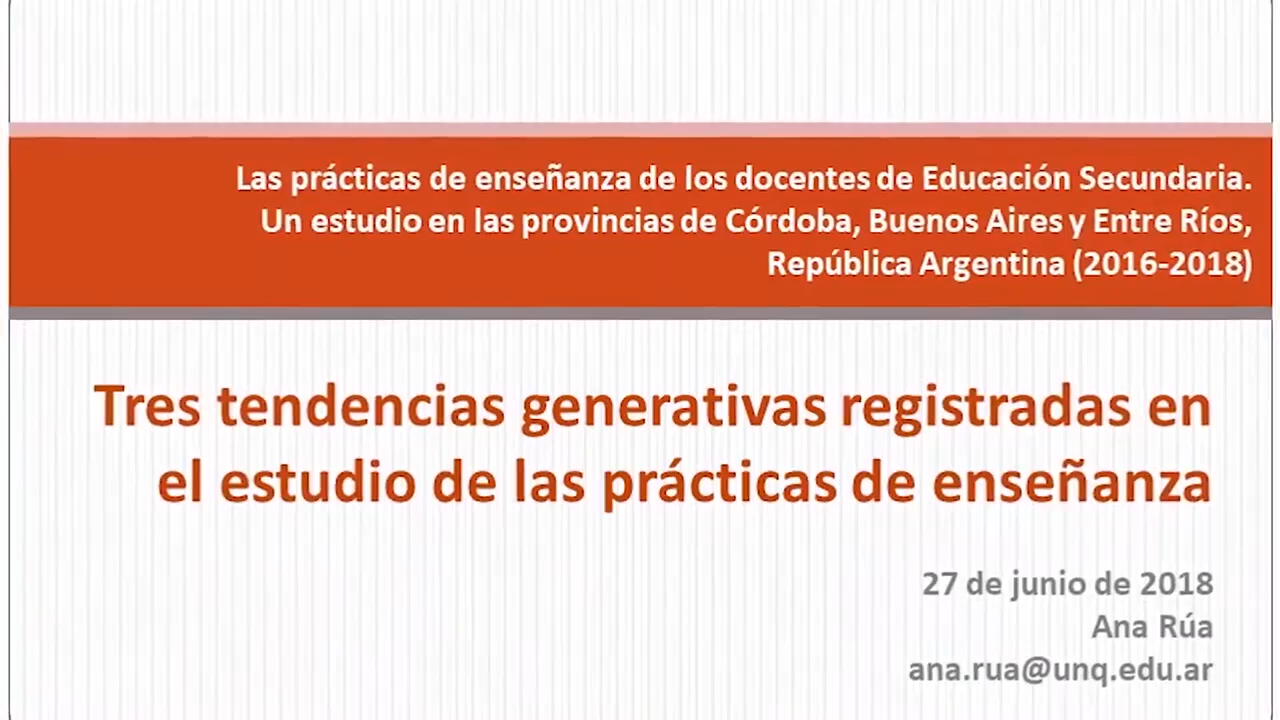 Las prácticas de enseñanza de los docentes de Educación Secundaria.
Un estudio en las provincias de Córdoba, Buenos Aires y Entre Ríos,
República Argentina (2016-2018)
Tres tendencias generativas registradas en
el estudio de las prácticas de enseñanza
27 de junio de 2018
Ana Rúa
ana.rua@unq.edu.ar